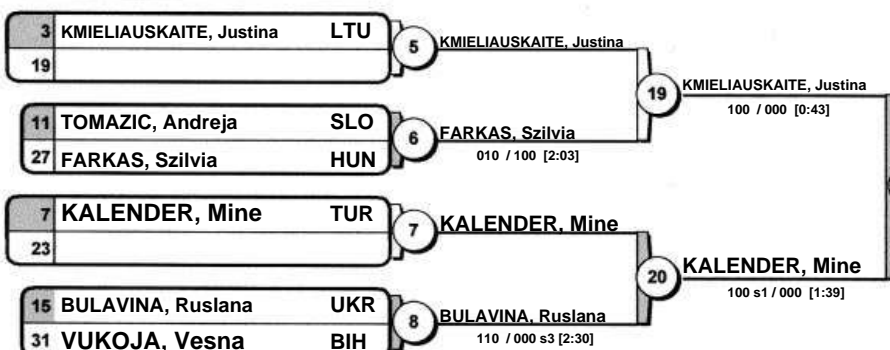 3 KMIELIAUSKAITE, Justina LTU
19
5
KMIELIAUSKAITE, Justina
11 TOMAZIC, Andreja SLO
27 FARKAS, Szilvia HUN
6
FARKAS, Szilvia
010 / 100 [2:03]
19
KMIELIAUSKAITE, Justina
100 / 000 [0:43]
7 KALENDER, Mine TUR
23
7
KALENDER, Mine
15 BULAVINA, Ruslana UKR
31 VUKOJA, Vesna BIH
8
BULAVINA, Ruslana
110 / 000 s3 [2:30]
20
KALENDER, Mine
100 s1 / 000 [1:39]